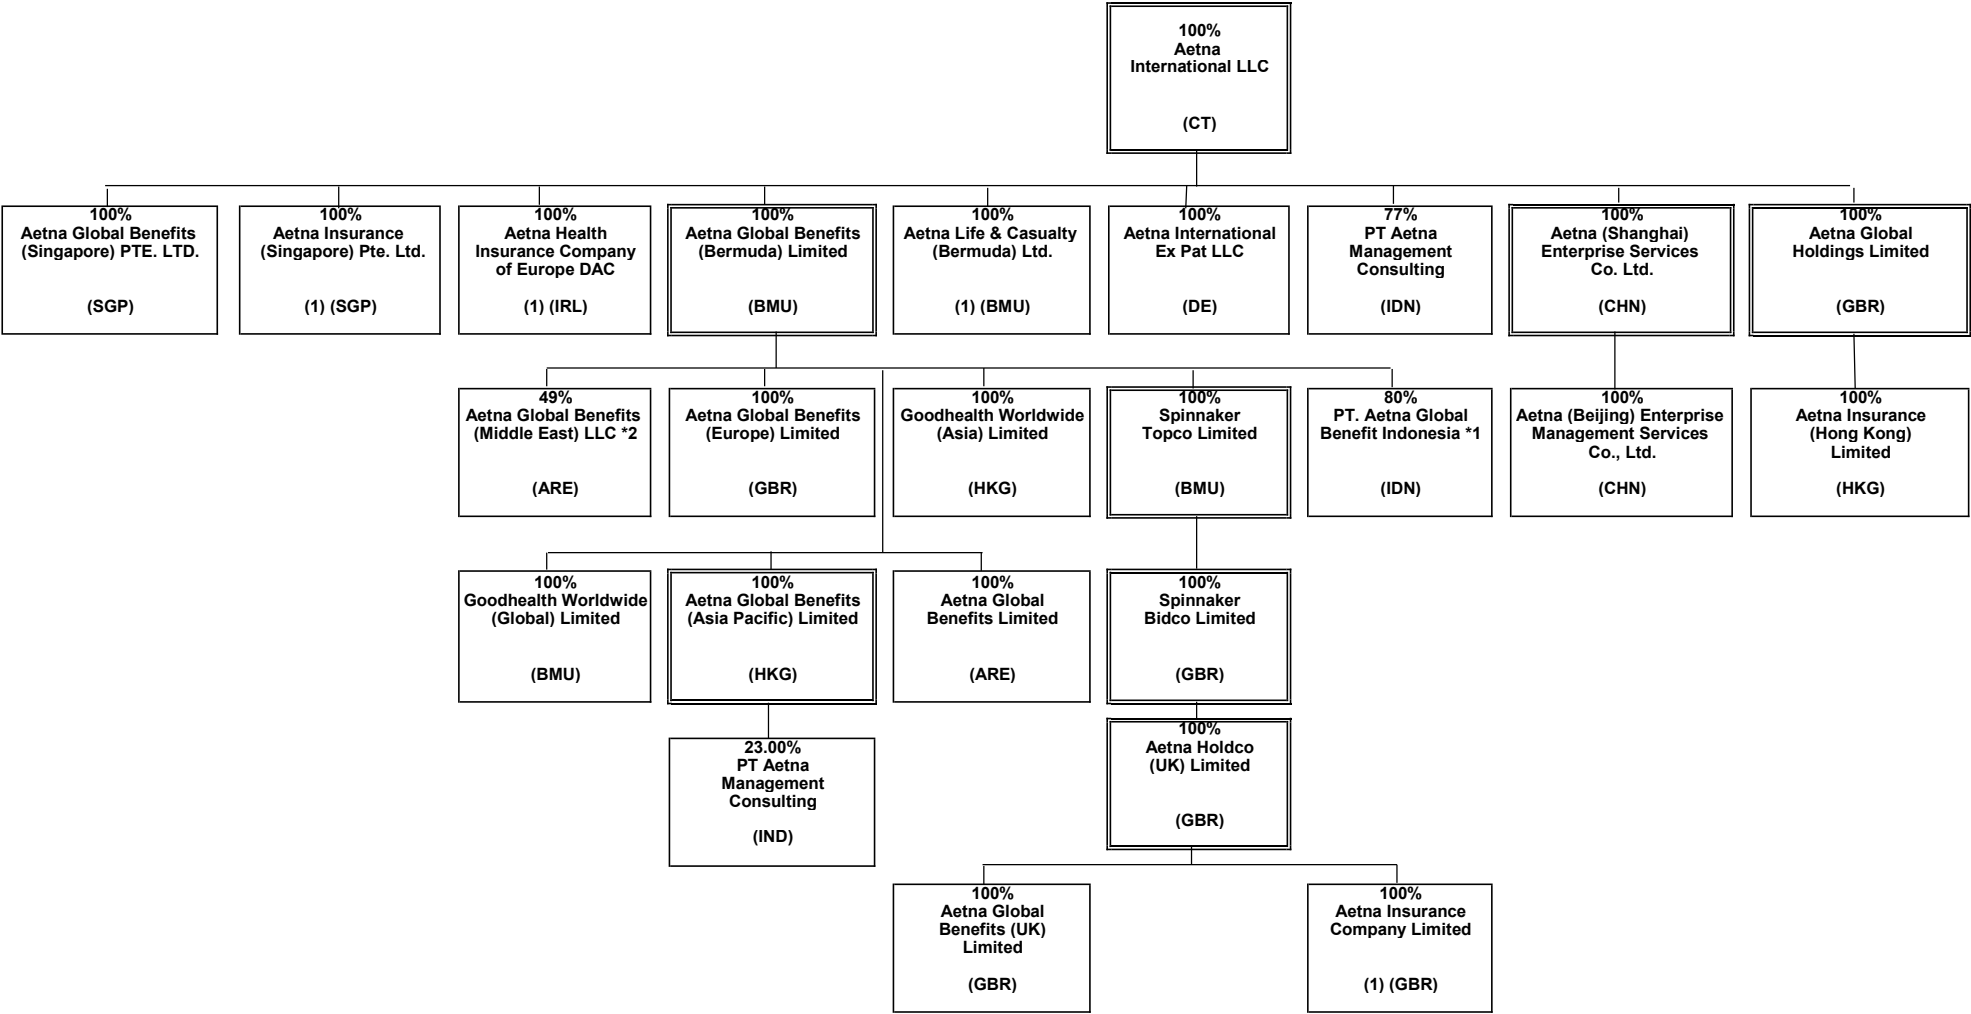 100%
Aetna
International LLC
(CT)
100%
Aetna Global Benefits
(Singapore) PTE. LTD.
(SGP)
100%
Aetna Insurance
(Singapore) Pte. Ltd.
(1) (SGP)
100%
Aetna Health
Insurance Company
of Europe DAC
(1) (IRL)
100%
Aetna Global Benefits
(Bermuda) Limited
(BMU)
100%
Aetna Life & Casualty
(Bermuda) Ltd.
(1) (BMU)
100%
Aetna International
Ex Pat LLC
(DE)
77%
PT Aetna
Management
Consulting
(IDN)
100%
Aetna (Shanghai)
Enterprise Services
Co. Ltd.
(CHN)
100%
Aetna Global
Holdings Limited
(GBR)
49%
Aetna Global Benefits
(Middle East) LLC *2
(ARE)
100%
Aetna Global Benefits
(Europe) Limited
(GBR)
100%
Goodhealth Worldwide
(Asia) Limited
(HKG)
100%
Spinnaker
Topco Limited
(BMU)
80%
PT. Aetna Global
Benefit Indonesia *1
(IDN)
100%
Aetna (Beijing) Enterprise
Management Services
Co., Ltd.
(CHN)
100%
Aetna Insurance
(Hong Kong)
Limited
(HKG)
100%
Goodhealth Worldwide
(Global) Limited
(BMU)
100%
Aetna Global Benefits
(Asia Pacific) Limited
(HKG)
100%
Aetna Global
Benefits Limited
(ARE)
100%
Spinnaker
Bidco Limited
(GBR)
23.00%
PT Aetna
Management
Consulting
(IND)
100%
Aetna Holdco
(UK) Limited
(GBR)
100%
Aetna Global
Benefits (UK)
Limited
(GBR)
100%
Aetna Insurance
Company Limited
(1) (GBR)